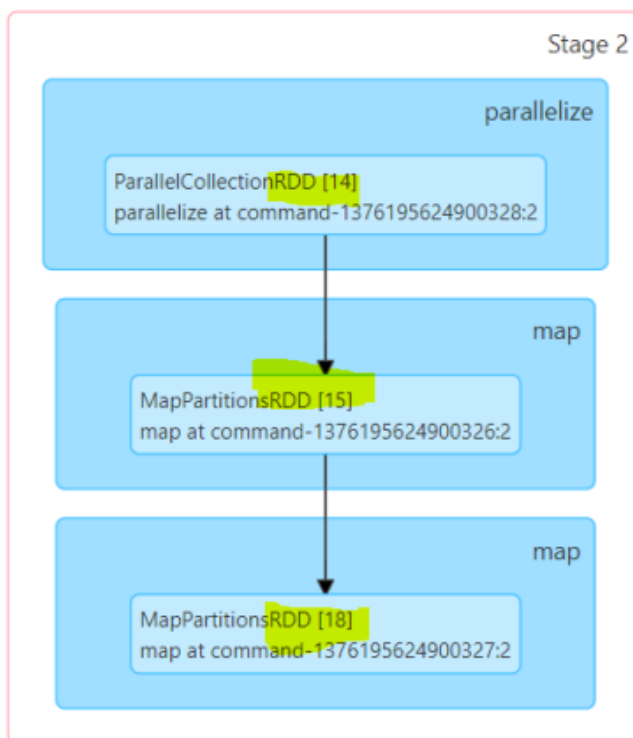 Stage 2
parallelize
ParallelCollectionRDD [14]
parallelize at command-1376195624900328:2
map
MapPartitionsRDD [15]
map at command-1376195624900326:2
map
MapPartitionsRDD [18]
map at command-1376195624900327:2